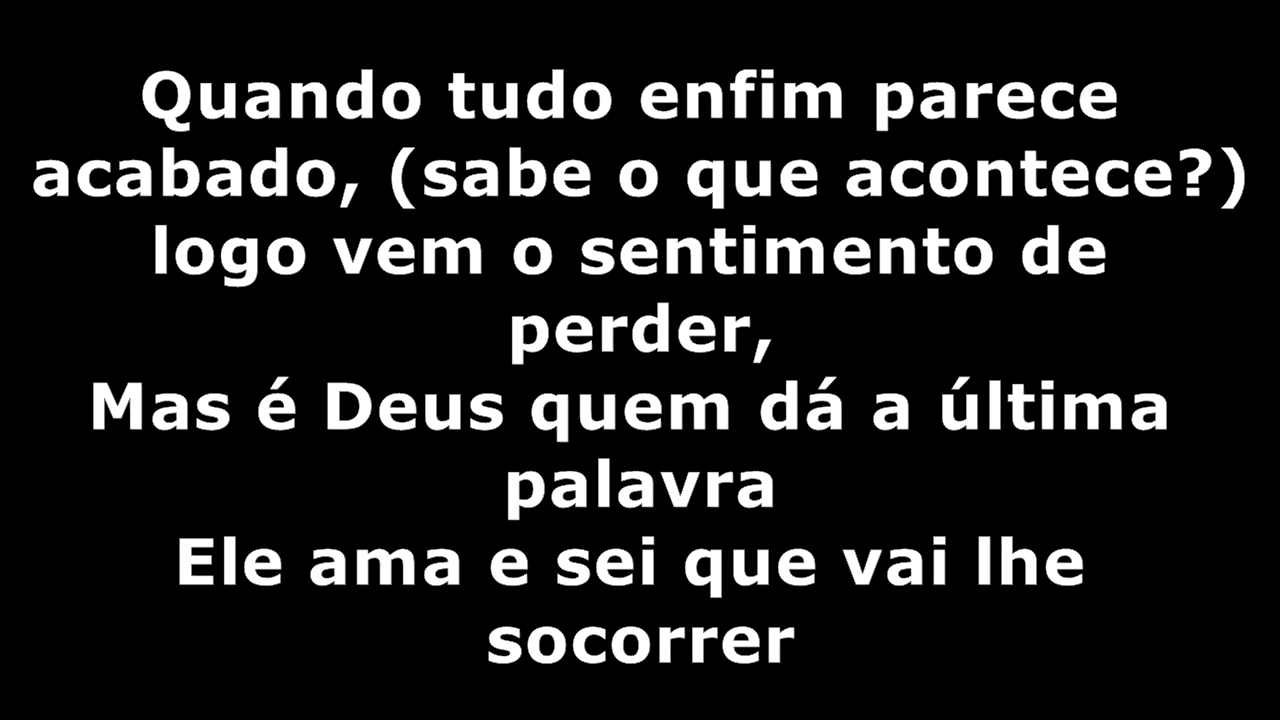 Quando tudo enfim parece
acabado, (sabe o que acontece?)
logo vem o sentimento de
perder,
Mas é Deus quem dá a última
palavra
Ele ama e sei que vai lhe
socorrer